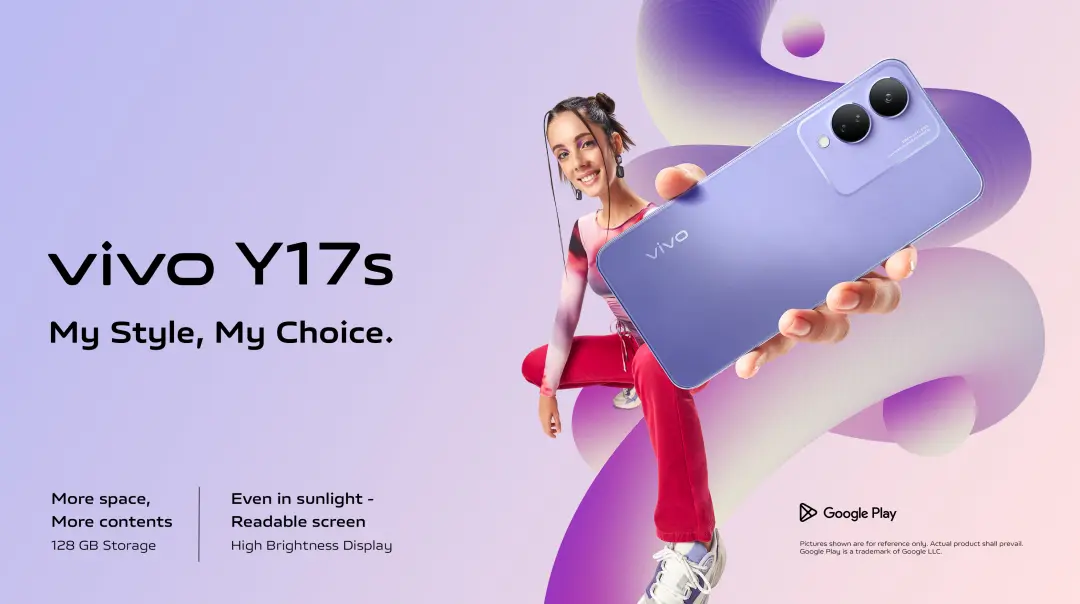 vivo Y17s
My Style, My Choice.
More space,
More contents
128 GB Storage
Even in sunlight -
Readable screen
High Brightness Display
vivo
Google Play
Pictures shown are for reference only. Actual product shall prevail.
Google Play is a trademark of Google LLC.